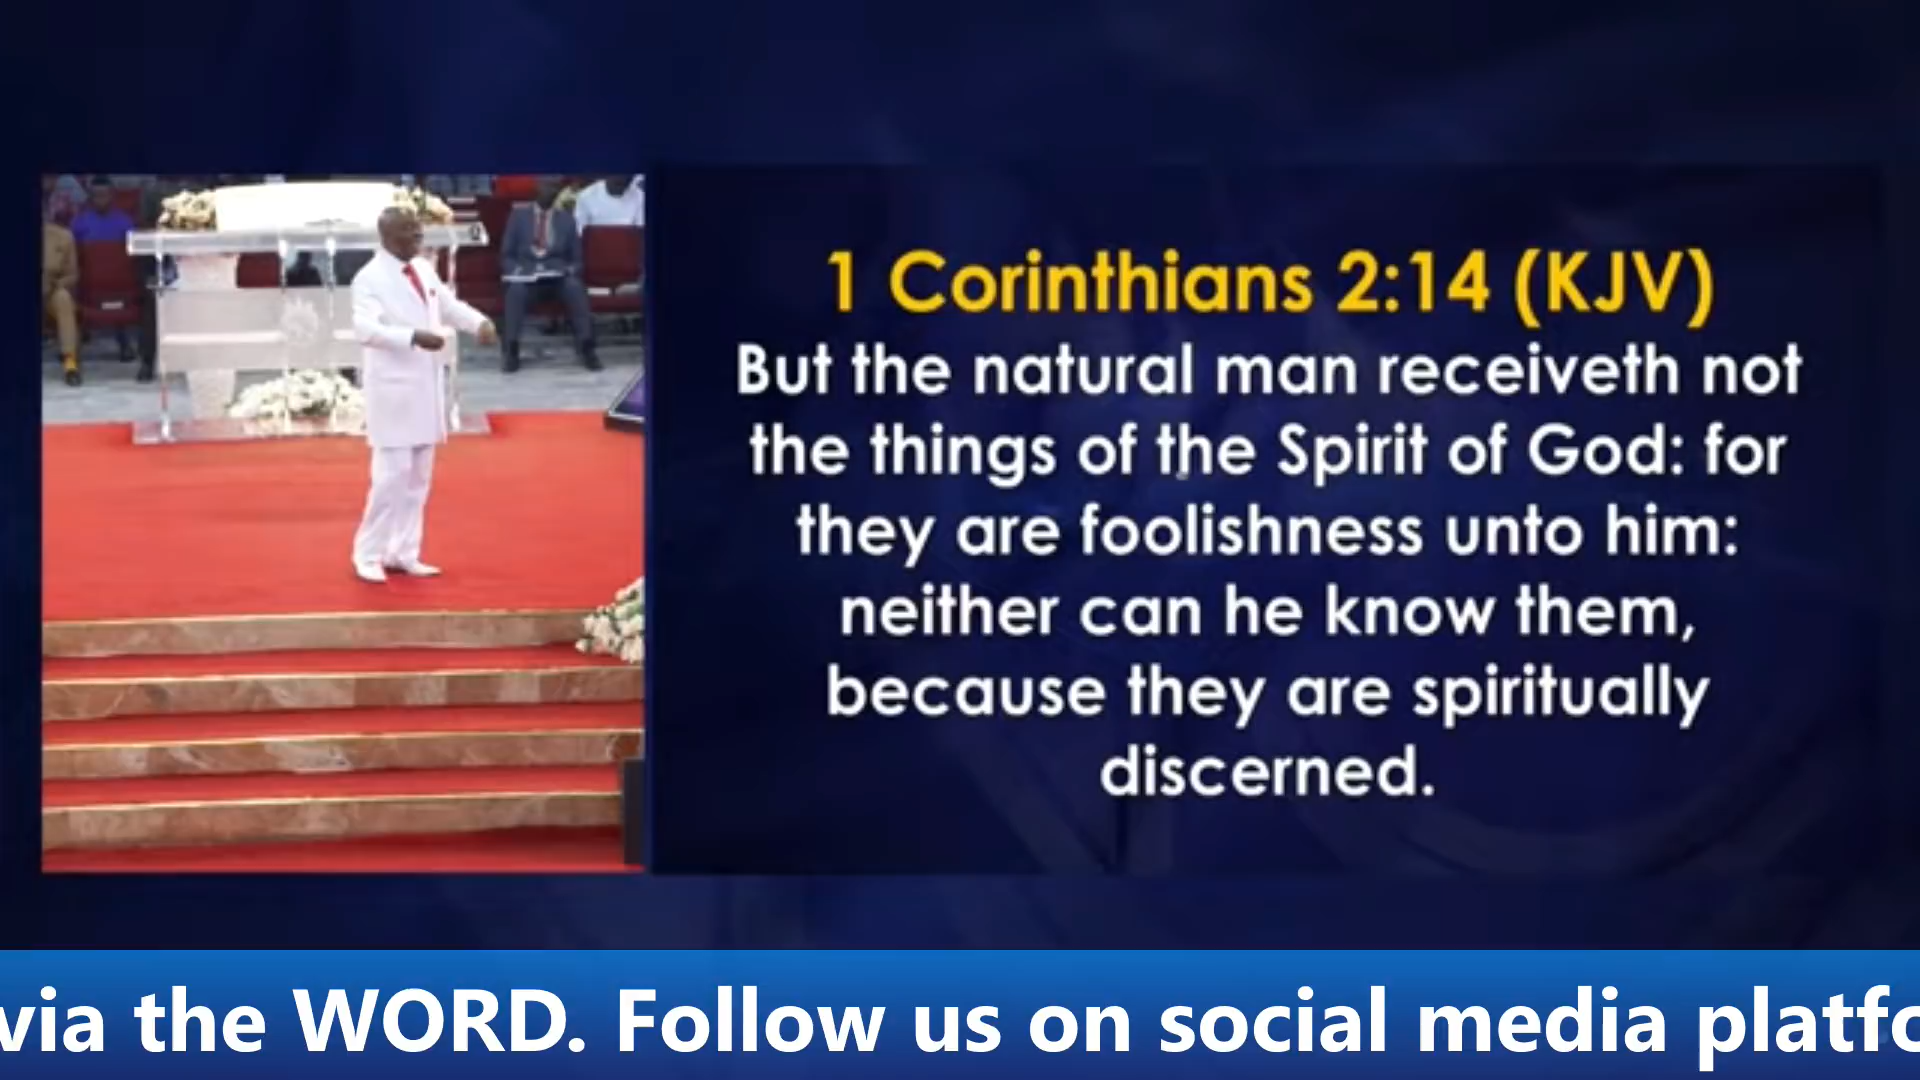 1 Corinthians 2:14 (KJV)
But the natural man receiveth not
the things of the Spirit of God: for
they are foolishness unto him:
neither can he know them,
because they are spiritually
discerned.
via the WORD. Follow us on social media platfo